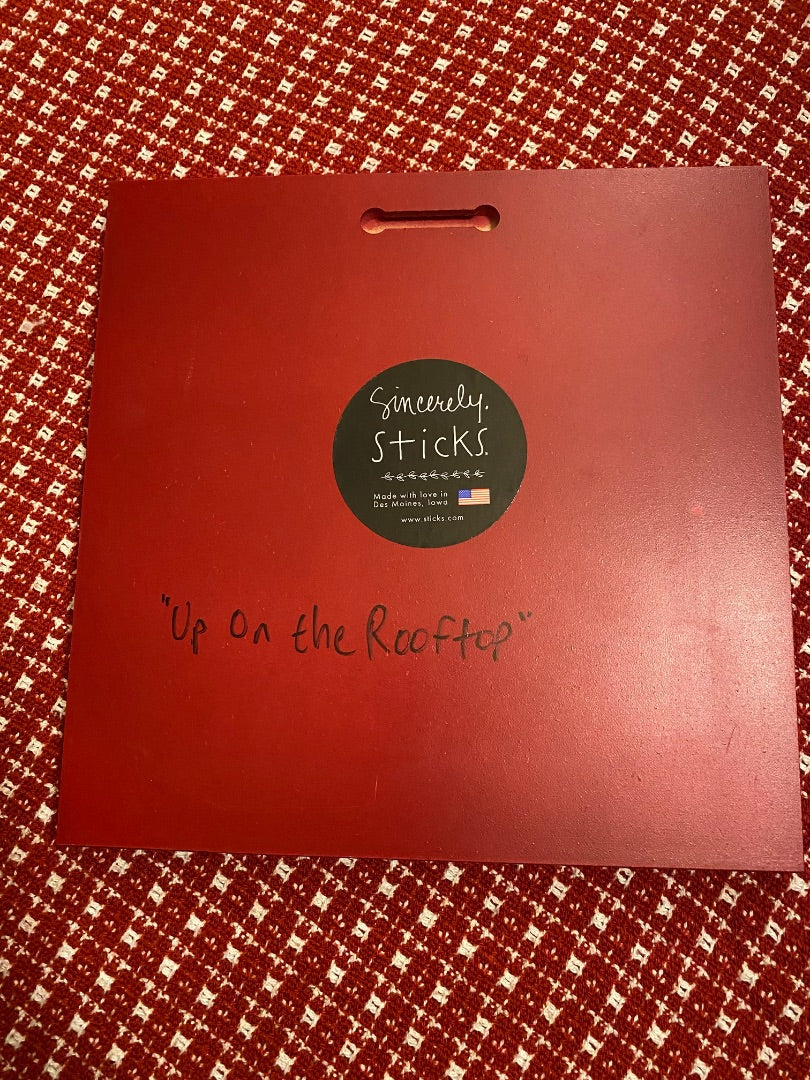 Sincerely,
sticks.
Made with love in
Des Moines, Iowa
www.sticks.com
"Up On the Rooftop"